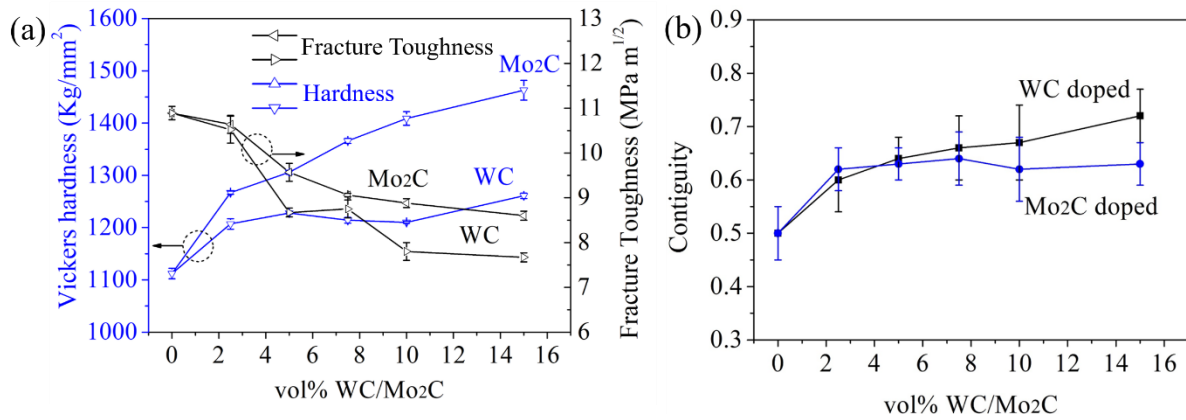 (a)
Vickers hardness (Kg/mm²)
1600
1500
1400
1300
1200
1100
1000
Fracture Toughness
Hardness
Mo₂C
WC
Mo₂C
WC
13
12
11
10
9
8
7
6
Fracture Toughness (MPa m^1/2)
0 2 4 6 8 10 12 14 16
vol% WC/Mo₂C
(b)
Contiguity
0.9
0.8
0.7
0.6
0.5
0.4
0.3
WC doped
Mo₂C doped
0 2 4 6 8 10 12 14 16
vol% WC/Mo₂C